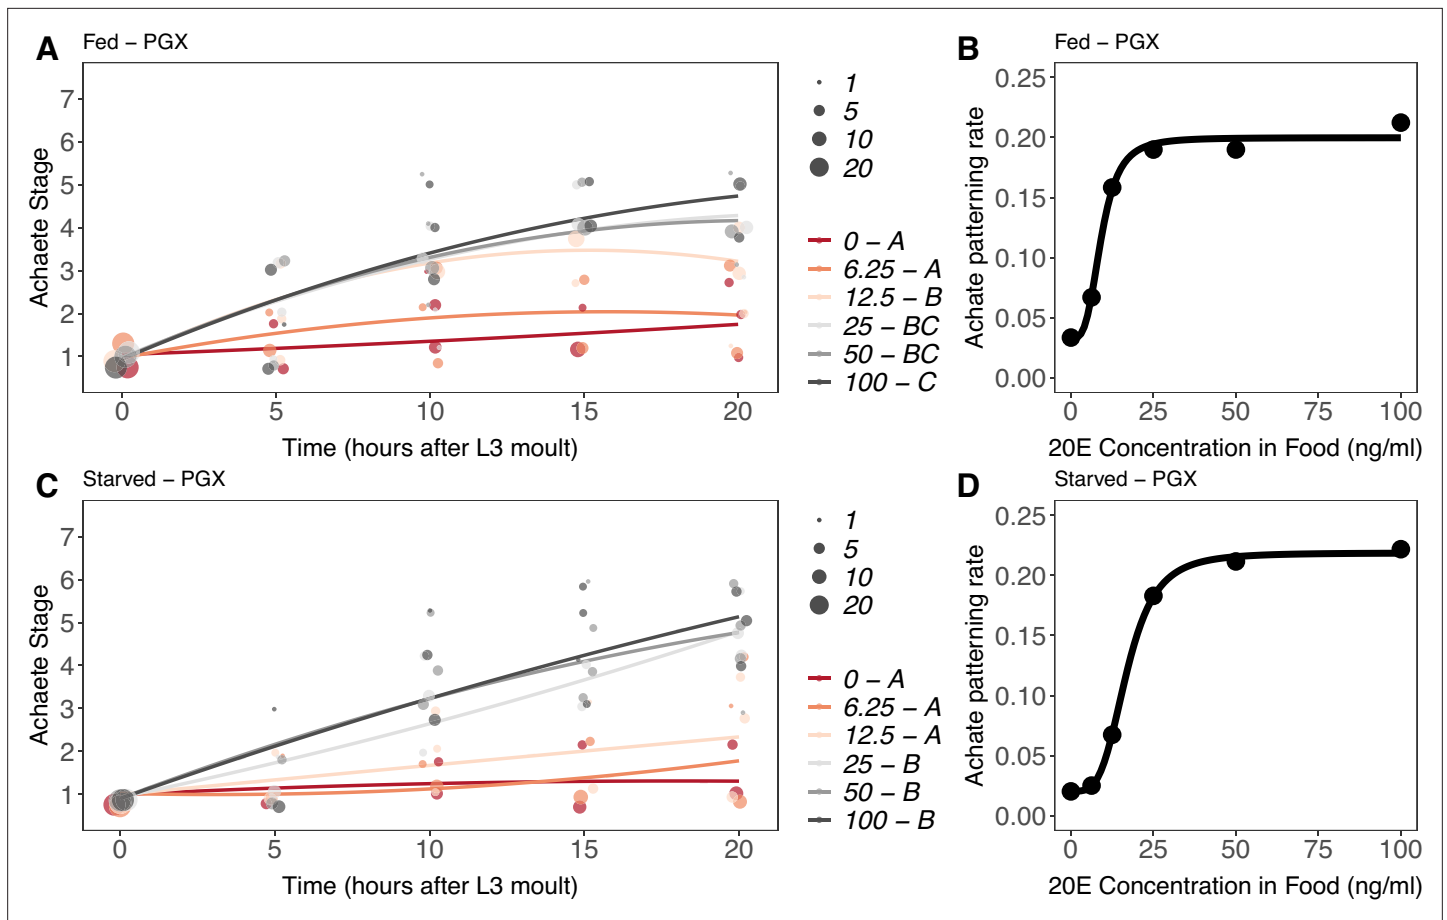 A
Fed – PGX
Achaete Stage
7
6
5
4
3
2
1
0
5
10
15
20
Time (hours after L3 moult)
1
5
10
20
0 – A
6.25 – A
12.5 – B
25 – BC
50 – BC
100 – C
B
Fed – PGX
Achate patterning rate
0.25
0.20
0.15
0.10
0.05
0.00
0
25
50
75
100
20E Concentration in Food (ng/ml)
C
Starved – PGX
Achaete Stage
7
6
5
4
3
2
1
0
5
10
15
20
Time (hours after L3 moult)
1
5
10
20
0 – A
6.25 – A
12.5 – A
25 – B
50 – B
100 – B
D
Starved – PGX
Achate patterning rate
0.25
0.20
0.15
0.10
0.05
0.00
0
25
50
75
100
20E Concentration in Food (ng/ml)